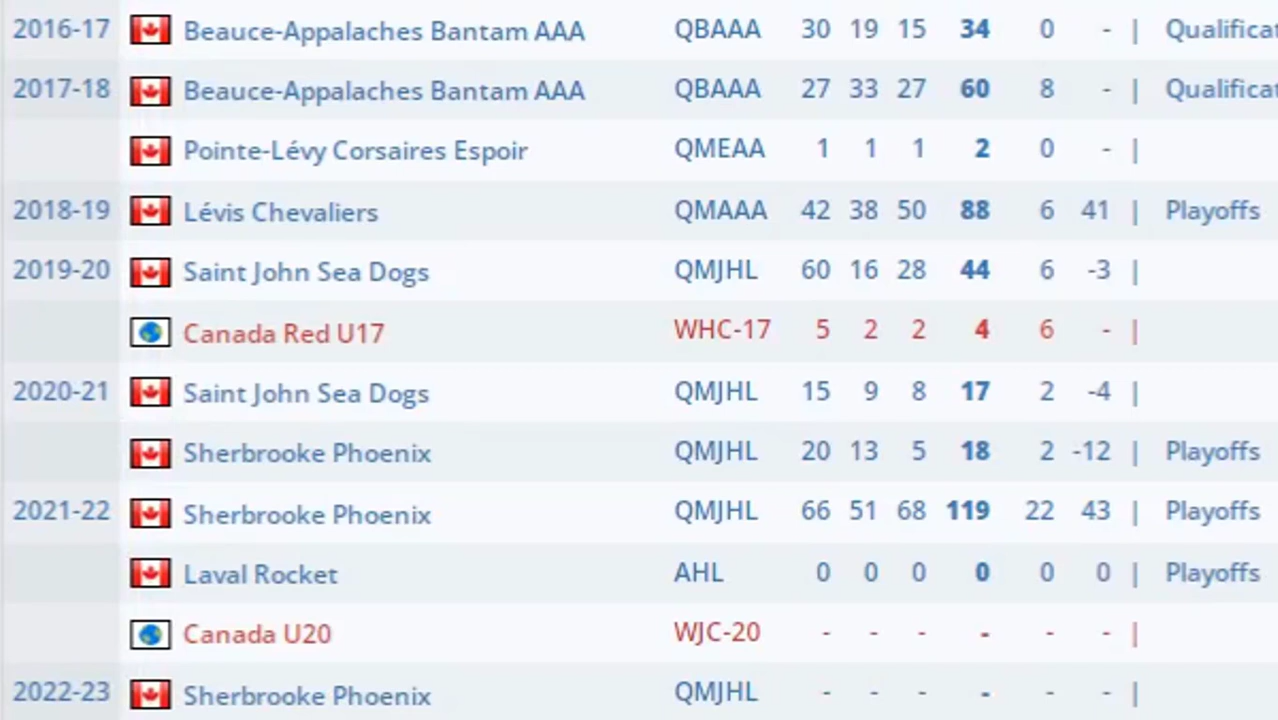 2016-17 Beauce-Appalaches Bantam AAA QBAAA 30 19 15 34 0 - | Qualificat
2017-18 Beauce-Appalaches Bantam AAA QBAAA 27 33 27 60 8 - | Qualificat
Pointe-Lévy Corsaires Espoir QMEAA 1 1 1 2 0 - |
2018-19 Lévis Chevaliers QMAAA 42 38 50 88 6 41 | Playoffs
2019-20 Saint John Sea Dogs QMJHL 60 16 28 44 6 -3 |
Canada Red U17 WHC-17 5 2 2 4 6 - |
2020-21 Saint John Sea Dogs QMJHL 15 9 8 17 2 -4 |
Sherbrooke Phoenix QMJHL 20 13 5 18 2 -12 | Playoffs
2021-22 Sherbrooke Phoenix QMJHL 66 51 68 119 22 43 | Playoffs
Laval Rocket AHL 0 0 0 0 0 0 | Playoffs
Canada U20 WJC-20 - - - - - - |
2022-23 Sherbrooke Phoenix QMJHL - - - - - - |